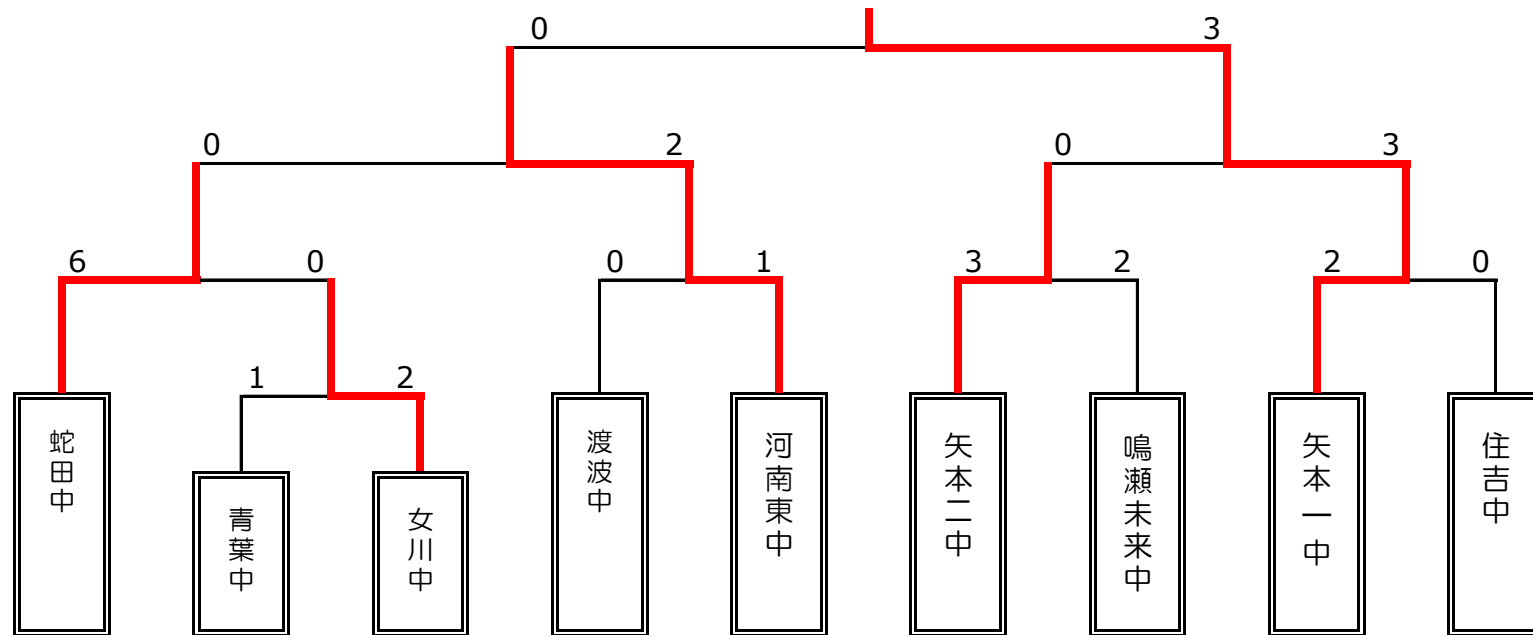 0 3
0 2 0 3
6 0 0 1 3 2 2 0
1 2
蛇田中
青葉中
女川中
渡波中
河南東中
矢本二中
鳴瀬未来中
矢本一中
住吉中